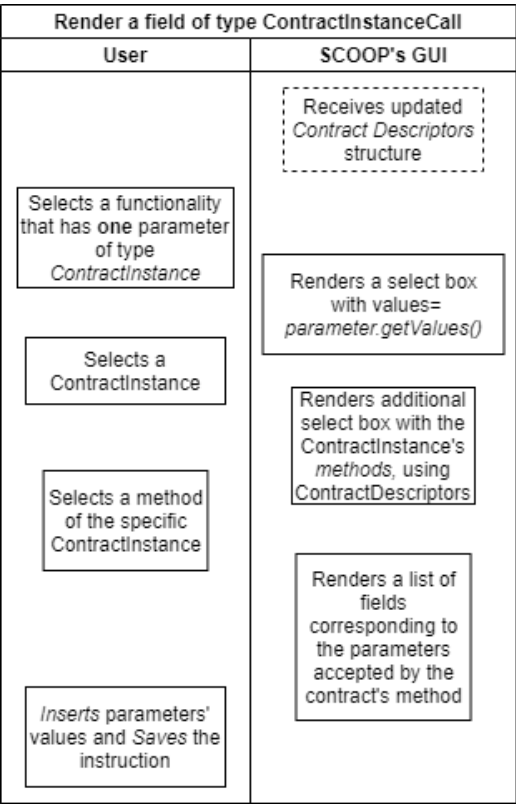 Render a field of type ContractInstanceCall
User
SCOOP's GUI
Receives updated
Contract Descriptors
structure
Selects a functionality
that has one parameter
of type
ContractInstance
Renders a select box
with values=
parameter.getValues()
Selects a
ContractInstance
Renders additional
select box with the
ContractInstance's
methods, using
ContractDescriptors
Selects a method
of the specific
ContractInstance
Renders a list of
fields
corresponding to
the parameters
accepted by the
contract's method
Inserts parameters'
values and Saves the
instruction